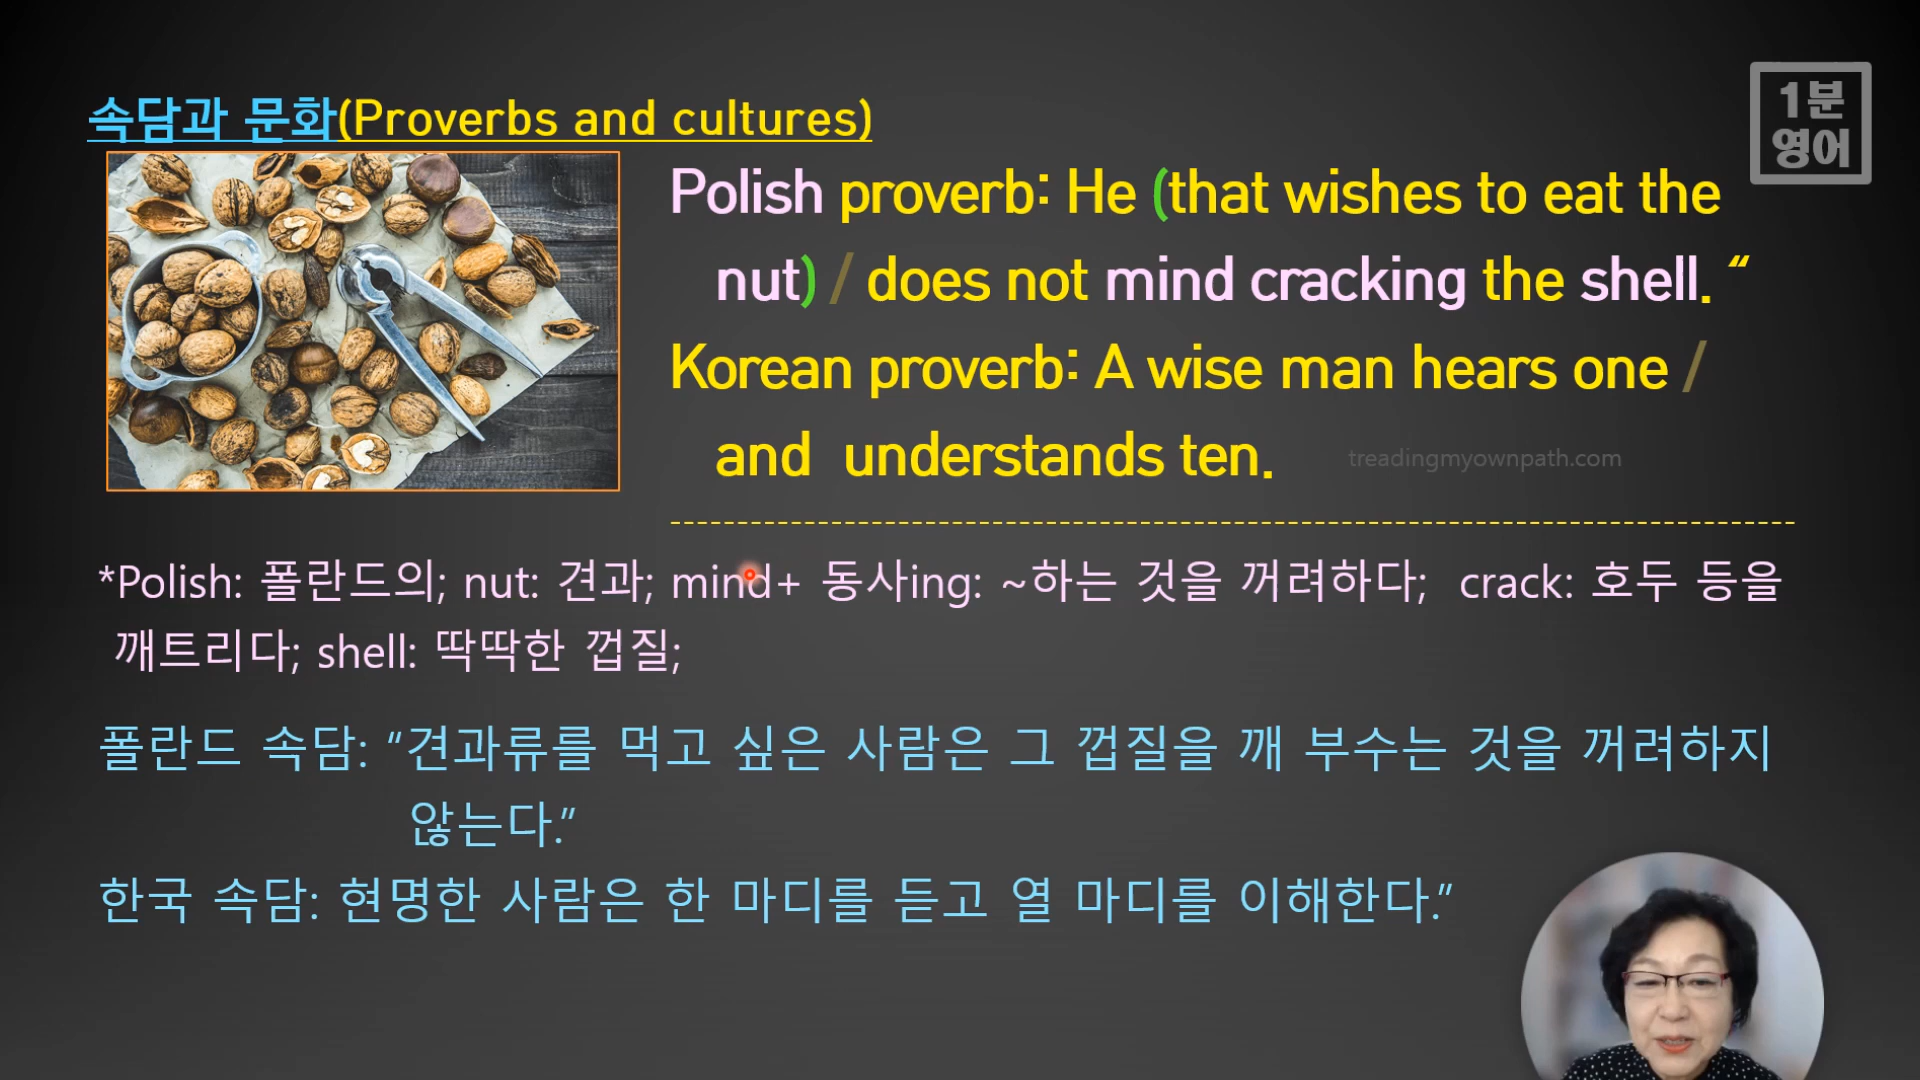 속담과 문화(Proverbs and cultures)
1분
영어
Polish proverb: He (that wishes to eat the
nut) / does not mind cracking the shell. “
Korean proverb: A wise man hears one /
and understands ten.
treadingmyownpath.com
*Polish: 폴란드의; nut: 견과; mind+ 동사ing: ~하는 것을 꺼려하다; crack: 호두 등을
깨트리다; shell: 딱딱한 껍질;
폴란드 속담: “견과류를 먹고 싶은 사람은 그 껍질을 깨 부수는 것을 꺼려하지
않는다.”
한국 속담: 현명한 사람은 한 마디를 듣고 열 마디를 이해한다.”